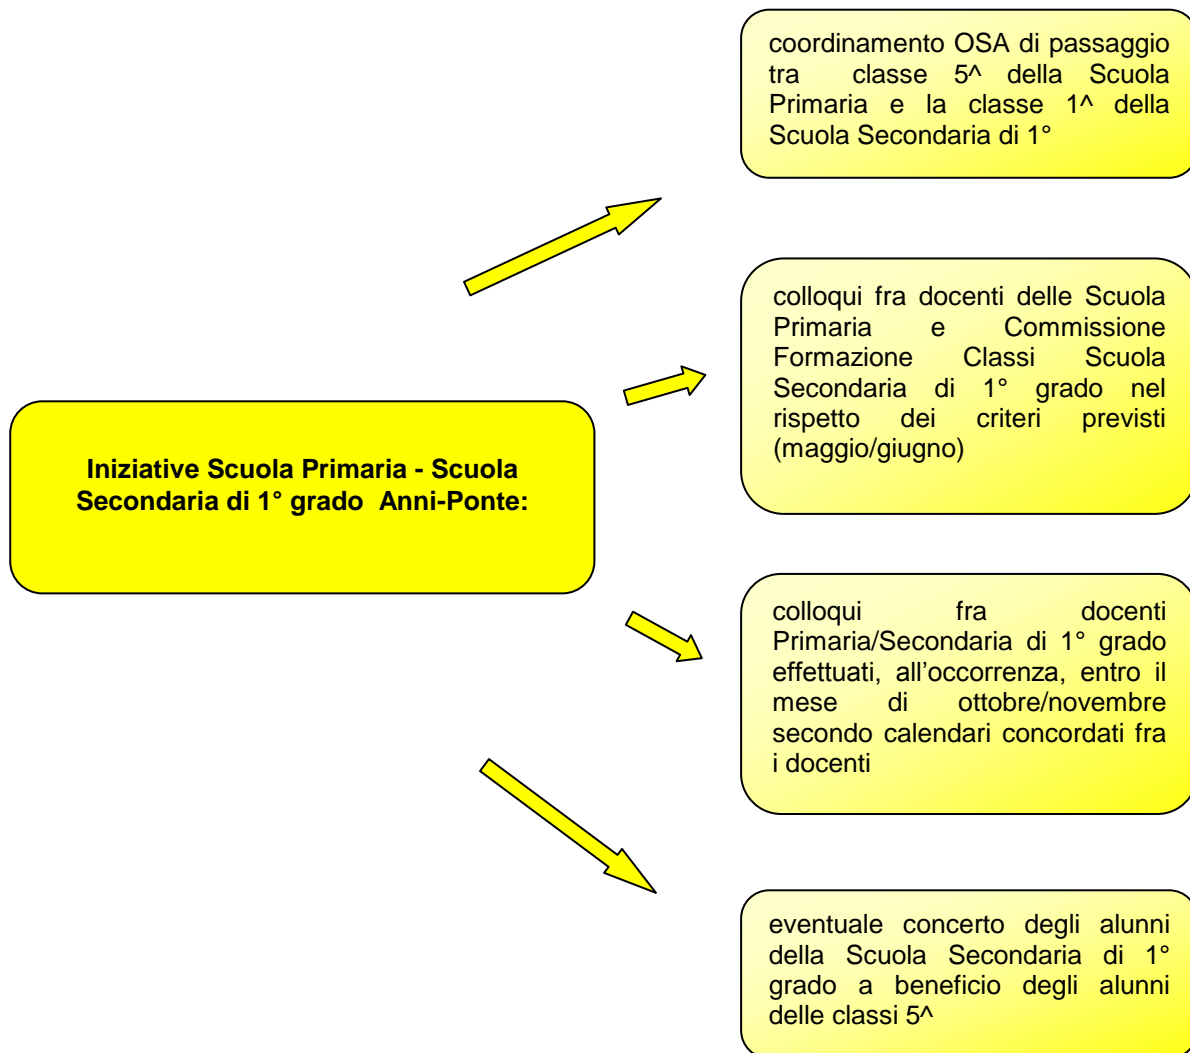 coordinamento OSA di passaggio
tra classe 5^ della Scuola
Primaria e la classe 1^ della
Scuola Secondaria di 1°
colloqui fra docenti delle Scuola
Primaria e Commissione
Formazione Classi Scuola
Secondaria di 1° grado nel
rispetto dei criteri previsti
(maggio/giugno)
Iniziative Scuola Primaria - Scuola
Secondaria di 1° grado Anni-Ponte:
colloqui fra docenti
Primaria/Secondaria di 1° grado
effettuati, all'occorrenza, entro il
mese di ottobre/novembre
secondo calendari concordati fra
i docenti
eventuale concerto degli alunni
della Scuola Secondaria di 1°
grado a beneficio degli alunni
delle classi 5^